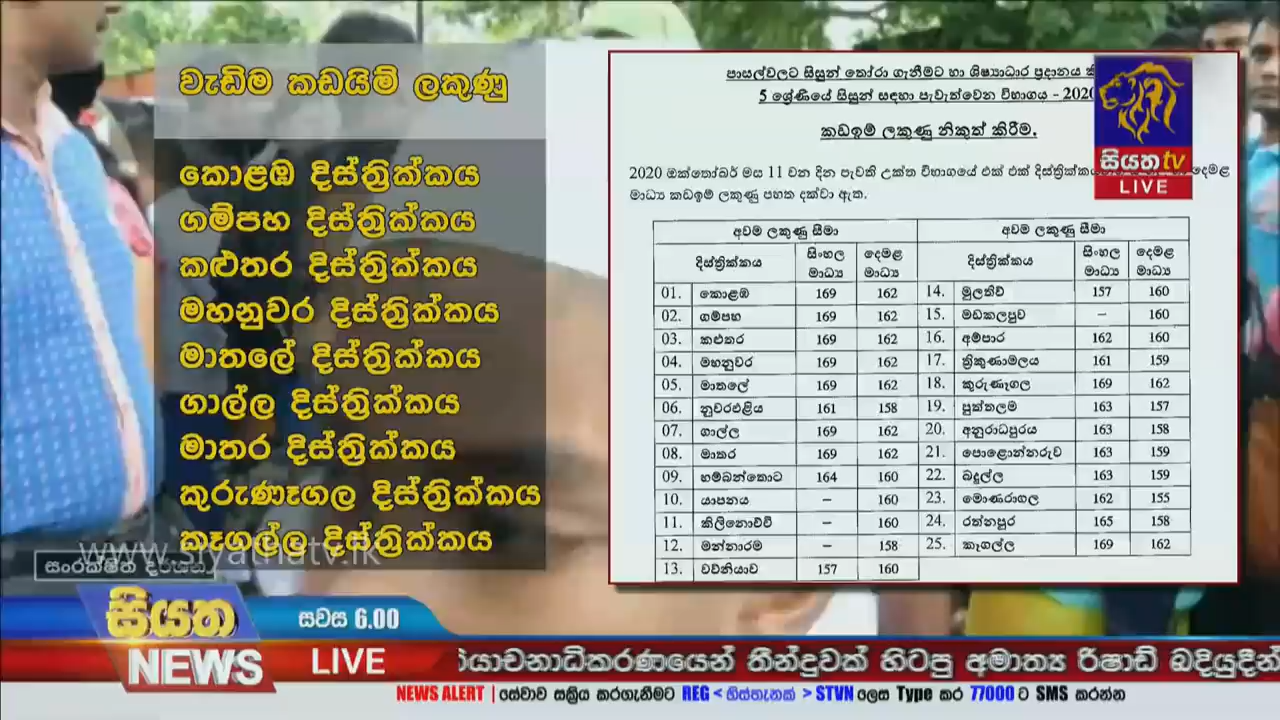 වැඩිම කඩයිම් ලකුණු
කොළඹ දිස්ත්‍රික්කය
ගම්පහ දිස්ත්‍රික්කය
කළුතර දිස්ත්‍රික්කය
මහනුවර දිස්ත්‍රික්කය
මාතලේ දිස්ත්‍රික්කය
ගාල්ල දිස්ත්‍රික්කය
මාතර දිස්ත්‍රික්කය
කුරුණෑගල දිස්ත්‍රික්කය
කෑගල්ල දිස්ත්‍රික්කය
www.siyathatv.lk
සංරක්ෂිත දර්ශන
පාසල්වලට සිසුන් තෝරා ගැනීමට හා ශිෂ්‍යාධාර ප්‍රදානය
5 ශ්‍රේණියේ සිසුන් සඳහා පැවැත්වෙන විභාගය - 2020
කඩඉම් ලකුණු නිකුත් කිරීම.
2020 ඔක්තෝබර් මස 11 වන දින පැවති උක්ත විභාගයේ එක් එක් දෙමළ
මාධ්‍ය කඩඉම් ලකුණු පහත දක්වා ඇත.
අවම ලකුණු සීමා අවම ලකුණු සීමා
දිස්ත්‍රික්කය සිංහල මාධ්‍ය දෙමළ මාධ්‍ය දිස්ත්‍රික්කය සිංහල මාධ්‍ය දෙමළ මාධ්‍ය
01. කොළඹ 169 162 14. මුලතිව් 157 160
02. ගම්පහ 169 162 15. මඩකලපුව – 160
03. කළුතර 169 162 16. අම්පාර 162 160
04. මහනුවර 169 162 17. ත්‍රිකුණාමලය 161 159
05. මාතලේ 169 162 18. කුරුණෑගල 169 162
06. නුවරඑළිය 161 158 19. පුත්තලම 163 157
07. ගාල්ල 169 162 20. අනුරාධපුරය 163 158
08. මාතර 169 162 21. පොළොන්නරුව 163 159
09. හම්බන්තොට 164 160 22. බදුල්ල 163 159
10. යාපනය – 160 23. මොණරාගල 162 155
11. කිලිනොච්චි – 160 24. රත්නපුර 165 158
12. මන්නාරම – 158 25. කෑගල්ල 169 162
13. වව්නියාව 157 160
සියත tv
LIVE
සියත
NEWS
සවස 6.00
LIVE
තීන්දුවක් හිටපු අමාත්‍ය රිෂාඩ් බදියුදීන්
NEWS ALERT | සේවාව සක්‍රිය කරගැනීමට REG < හිස්තැනක් > STVN ලෙස Type කර 77000 ට SMS කරන්න